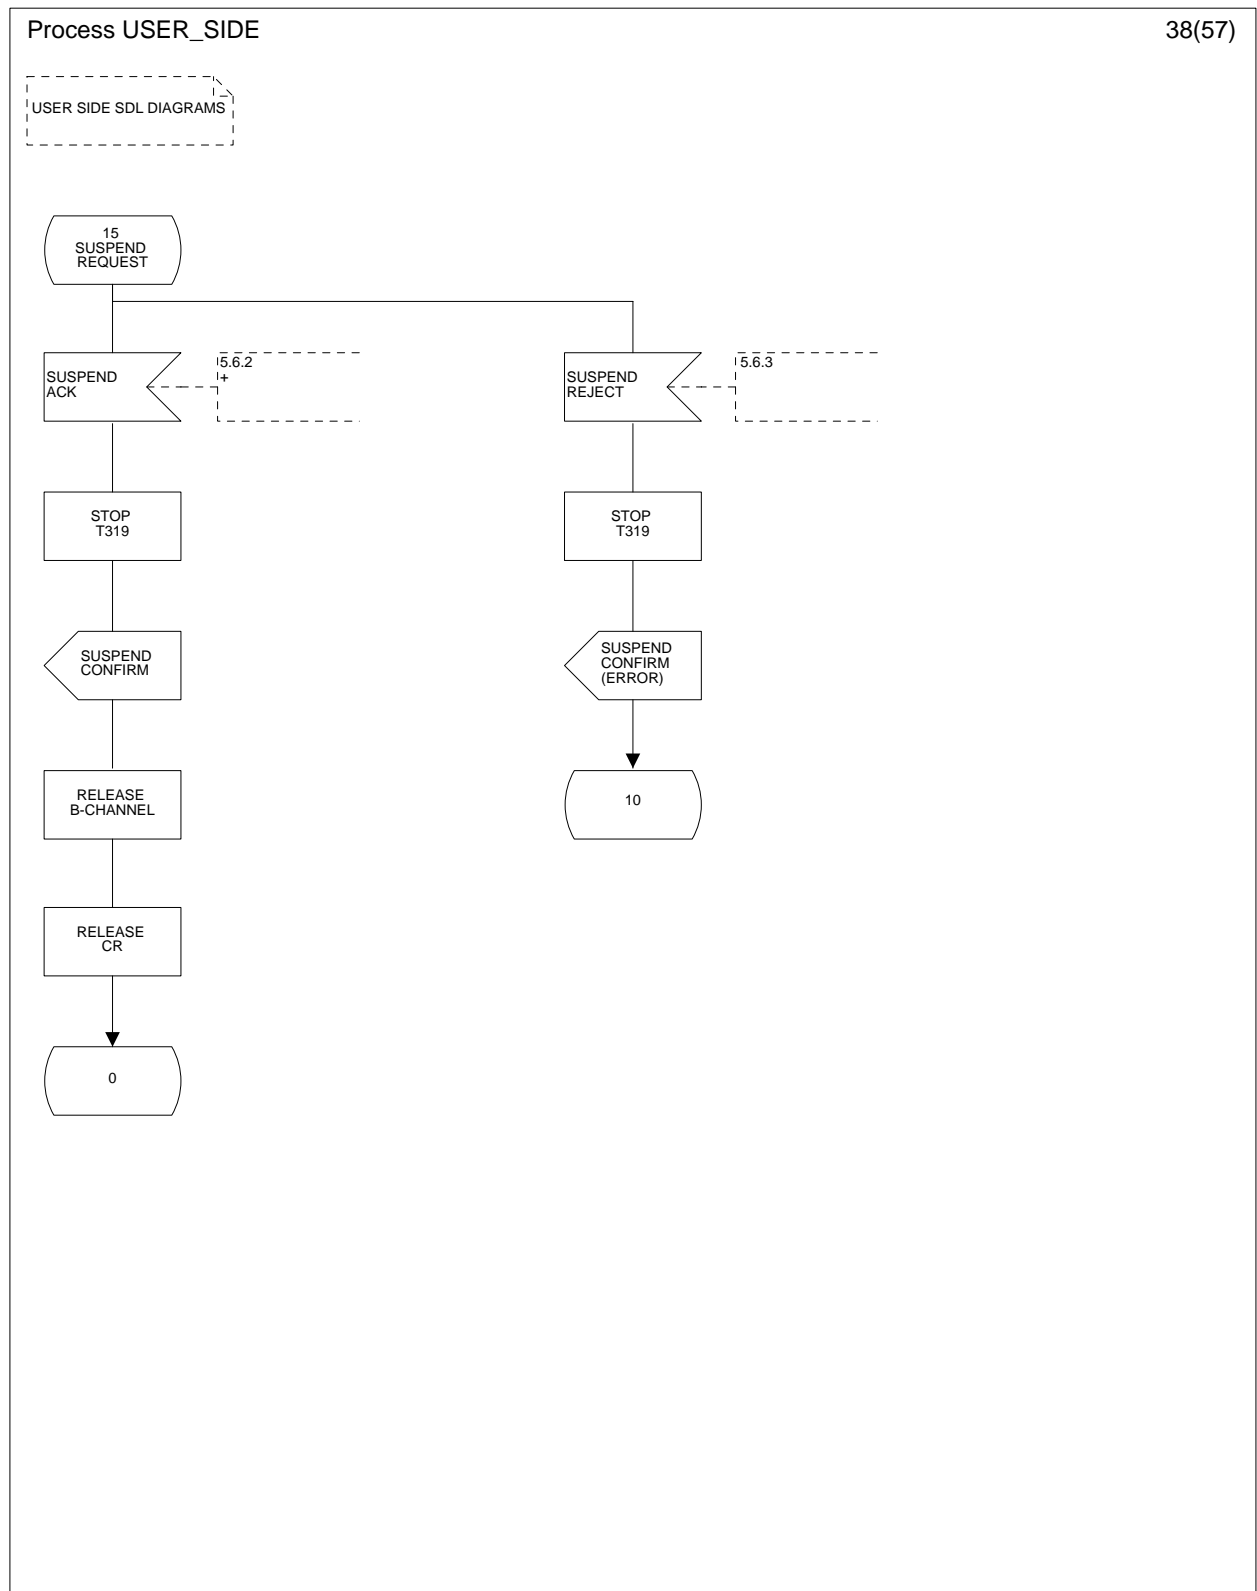 Process USER_SIDE
38(57)
USER SIDE SDL DIAGRAMS
15
SUSPEND
REQUEST
SUSPEND
ACK
5.6.2
+
SUSPEND
REJECT
5.6.3
STOP
T319
STOP
T319
SUSPEND
CONFIRM
SUSPEND
CONFIRM
(ERROR)
RELEASE
B-CHANNEL
10
RELEASE
CR
0